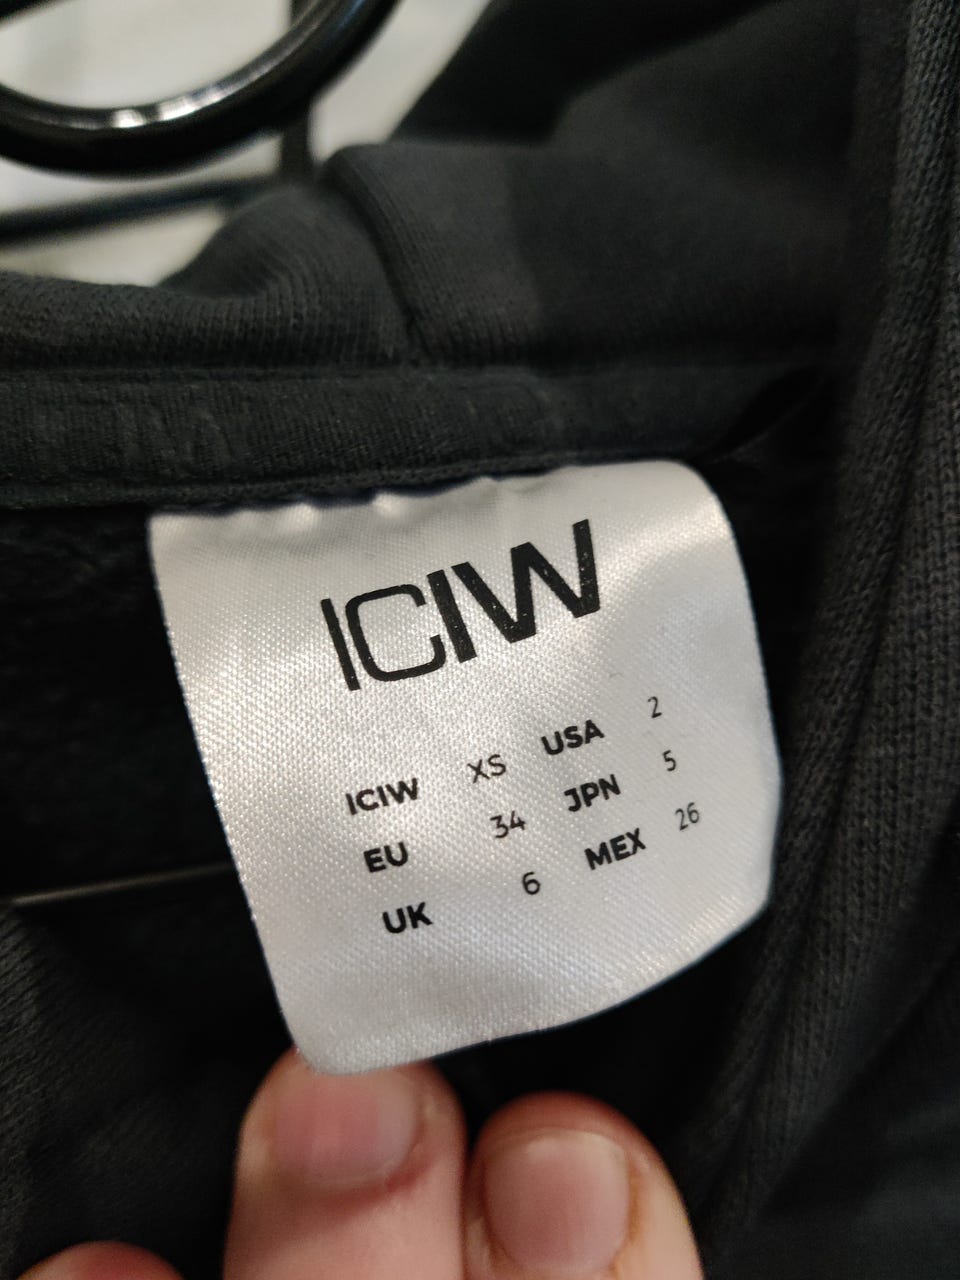 ICIW
ICIW XS USA 2
EU 34 JPN 5
UK 6 MEX 26